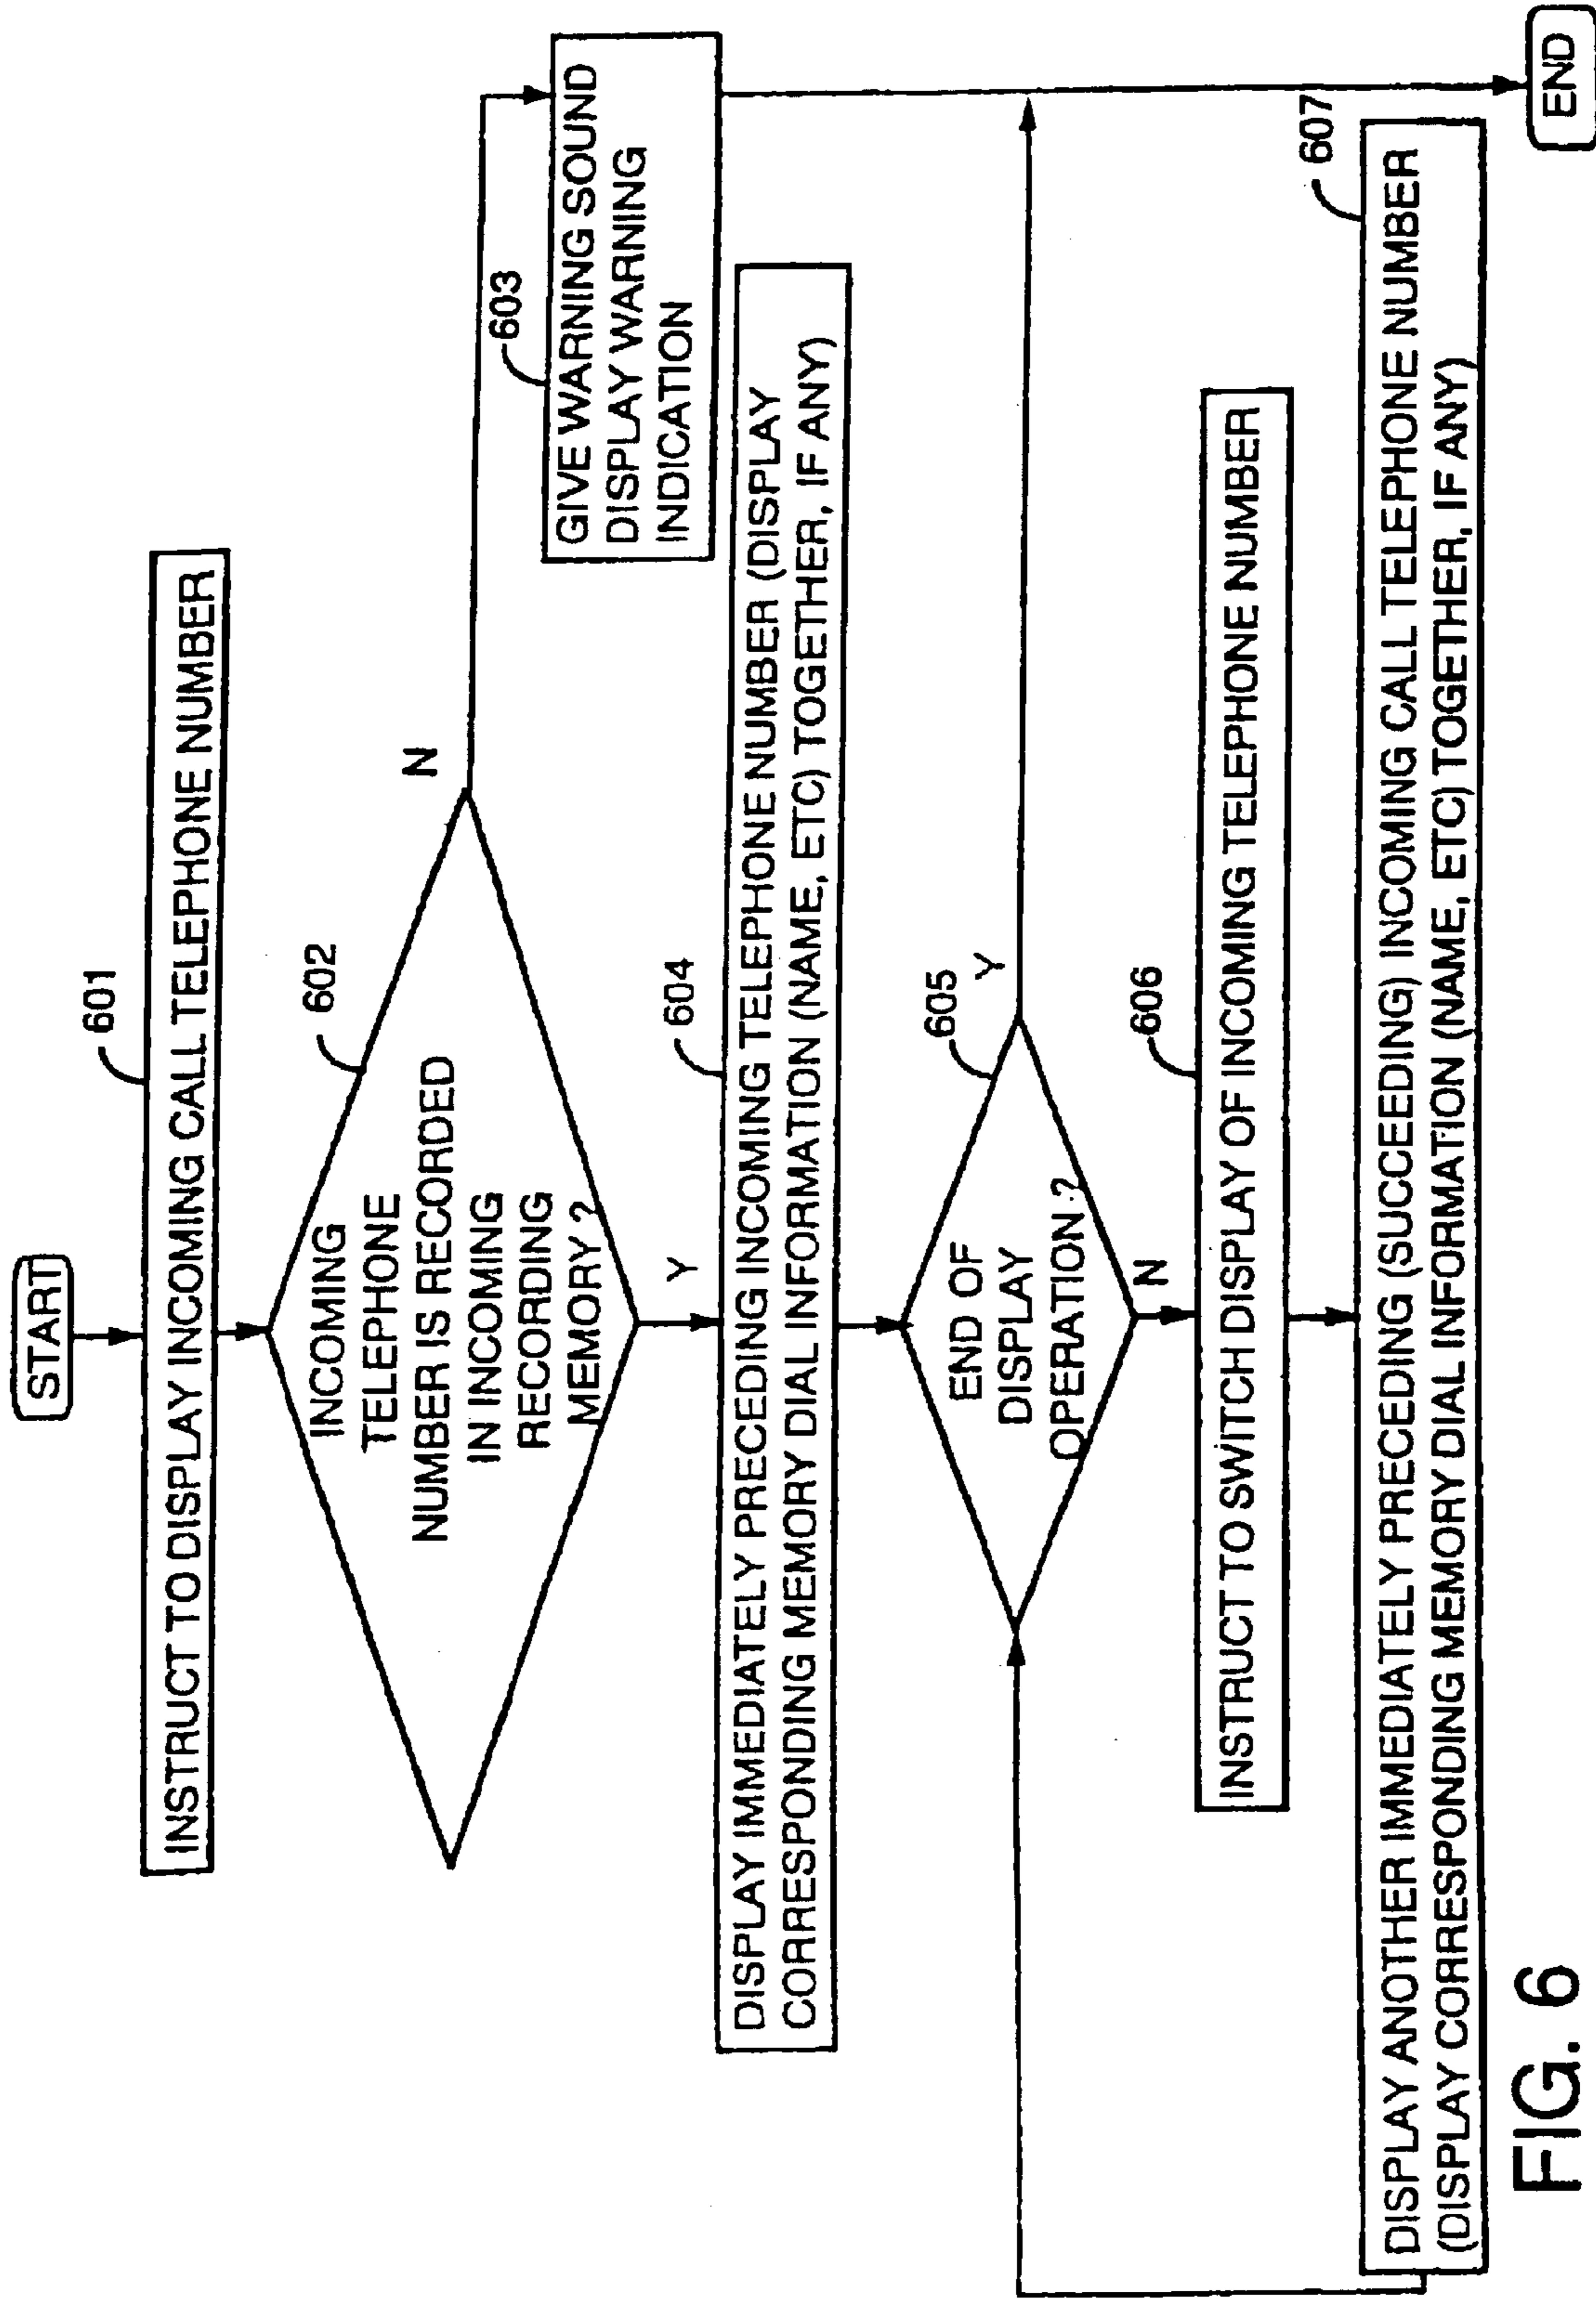 START
601
INSTRUCT TO DISPLAY INCOMING CALL TELEPHONE NUMBER
602
INCOMING
TELEPHONE
NUMBER IS RECORDED
IN INCOMING
RECORDING
MEMORY ?
N
Y
603
GIVE WARNING SOUND
DISPLAY WARNING
INDICATION
604
DISPLAY IMMEDIATELY PRECEDING INCOMING TELEPHONE NUMBER (DISPLAY
CORRESPONDING MEMORY DIAL INFORMATION (NAME, ETC) TOGETHER, IF ANY)
605
END OF
DISPLAY
OPERATION ?
Y
N
606
INSTRUCT TO SWITCH DISPLAY OF INCOMING TELEPHONE NUMBER
607
DISPLAY ANOTHER IMMEDIATELY PRECEDING (SUCCEEDING) INCOMING CALL TELEPHONE NUMBER
(DISPLAY CORRESPONDING MEMORY DIAL INFORMATION (NAME, ETC) TOGETHER, IF ANY)
END
FIG. 6